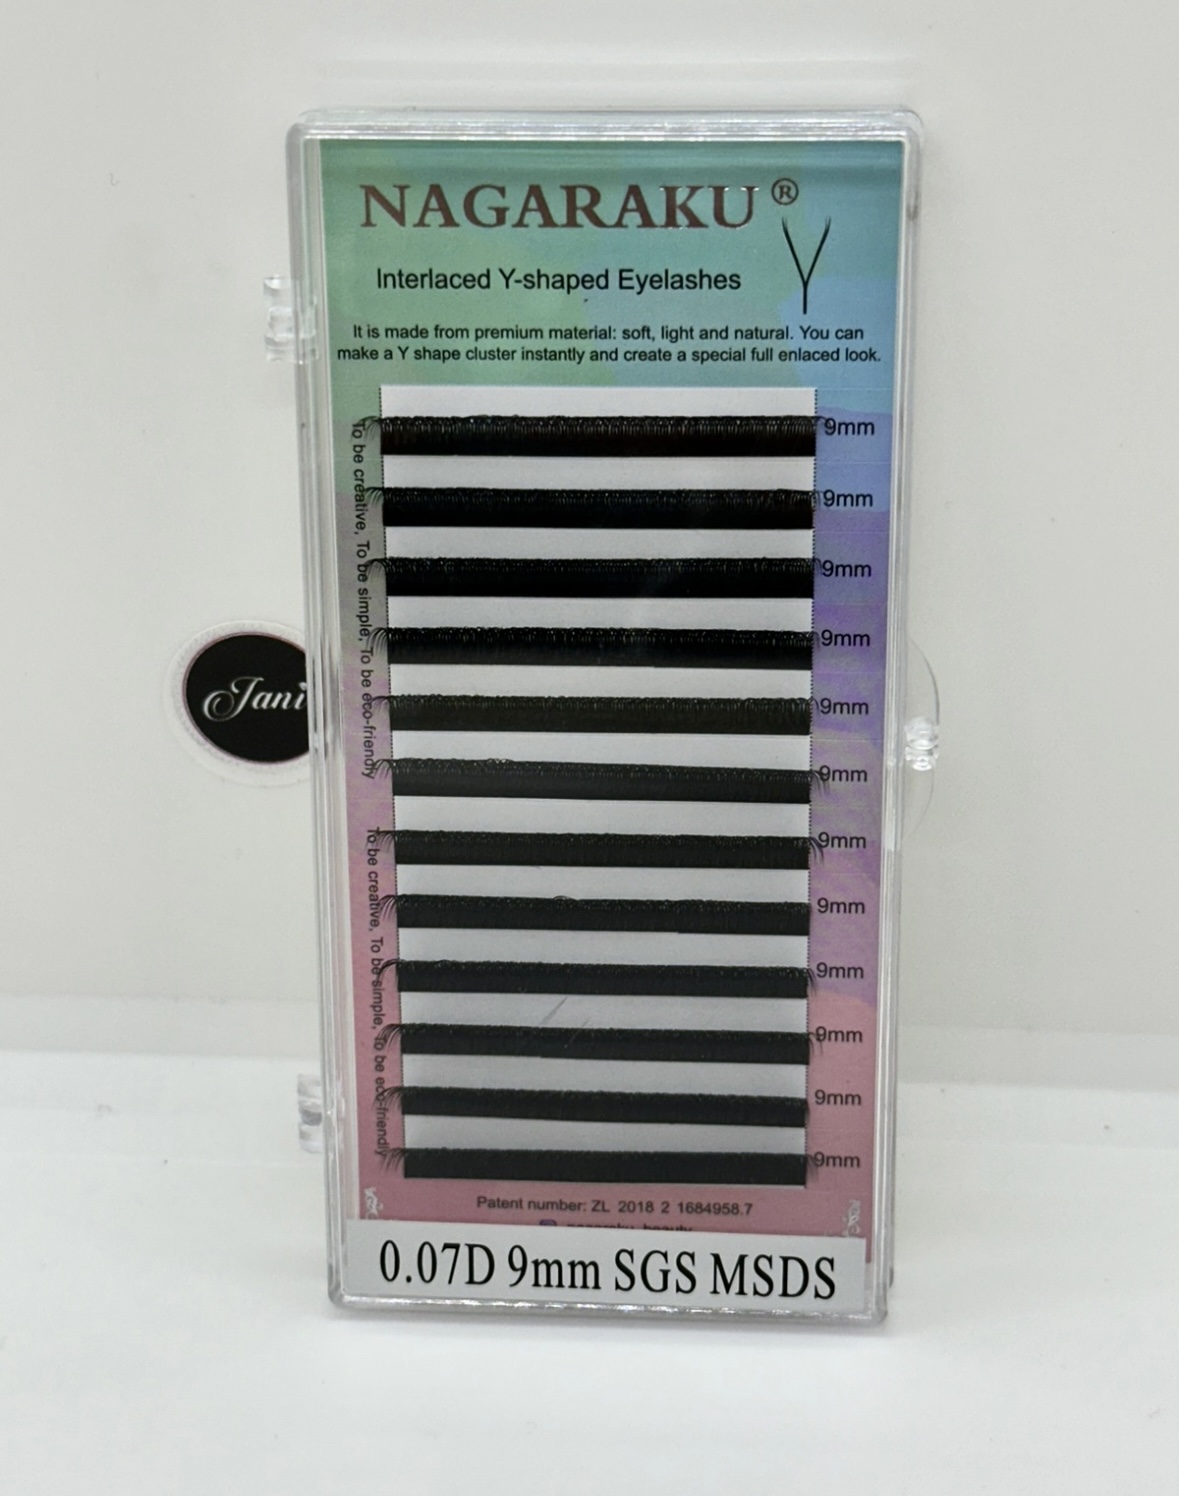 NAGARAKU®
Interlaced Y-shaped Eyelashes
It is made from premium material: soft, light and natural. You can
make a Y shape cluster instantly and create a special full enlaced look.
9mm
9mm
9mm
9mm
9mm
9mm
9mm
9mm
9mm
9mm
9mm
9mm
To be creative, To be simple, To be eco-friendly
To be creative, To be simple, To be eco-friendly
Jani
Patent number: ZL 2018 2 1684958.7
nagaraku_beauty
0.07D 9mm SGS MSDS